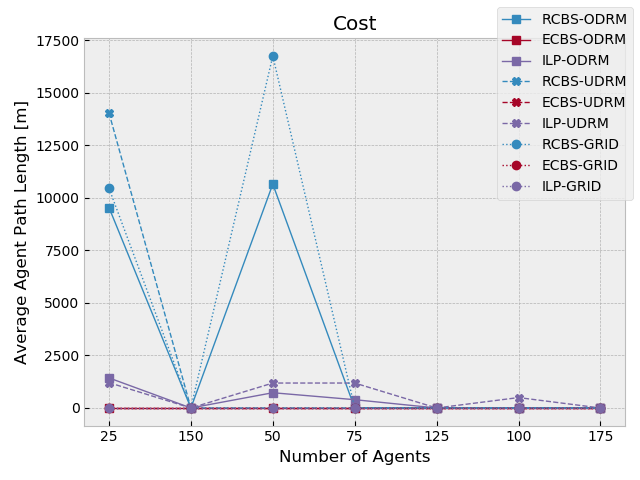 Cost
RCBS-ODRM
ECBS-ODRM
ILP-ODRM
RCBS-UDRM
ECBS-UDRM
ILP-UDRM
RCBS-GRID
ECBS-GRID
ILP-GRID
Average Agent Path Length [m]
17500
15000
12500
10000
7500
5000
2500
0
25 150 50 75 125 100 175
Number of Agents